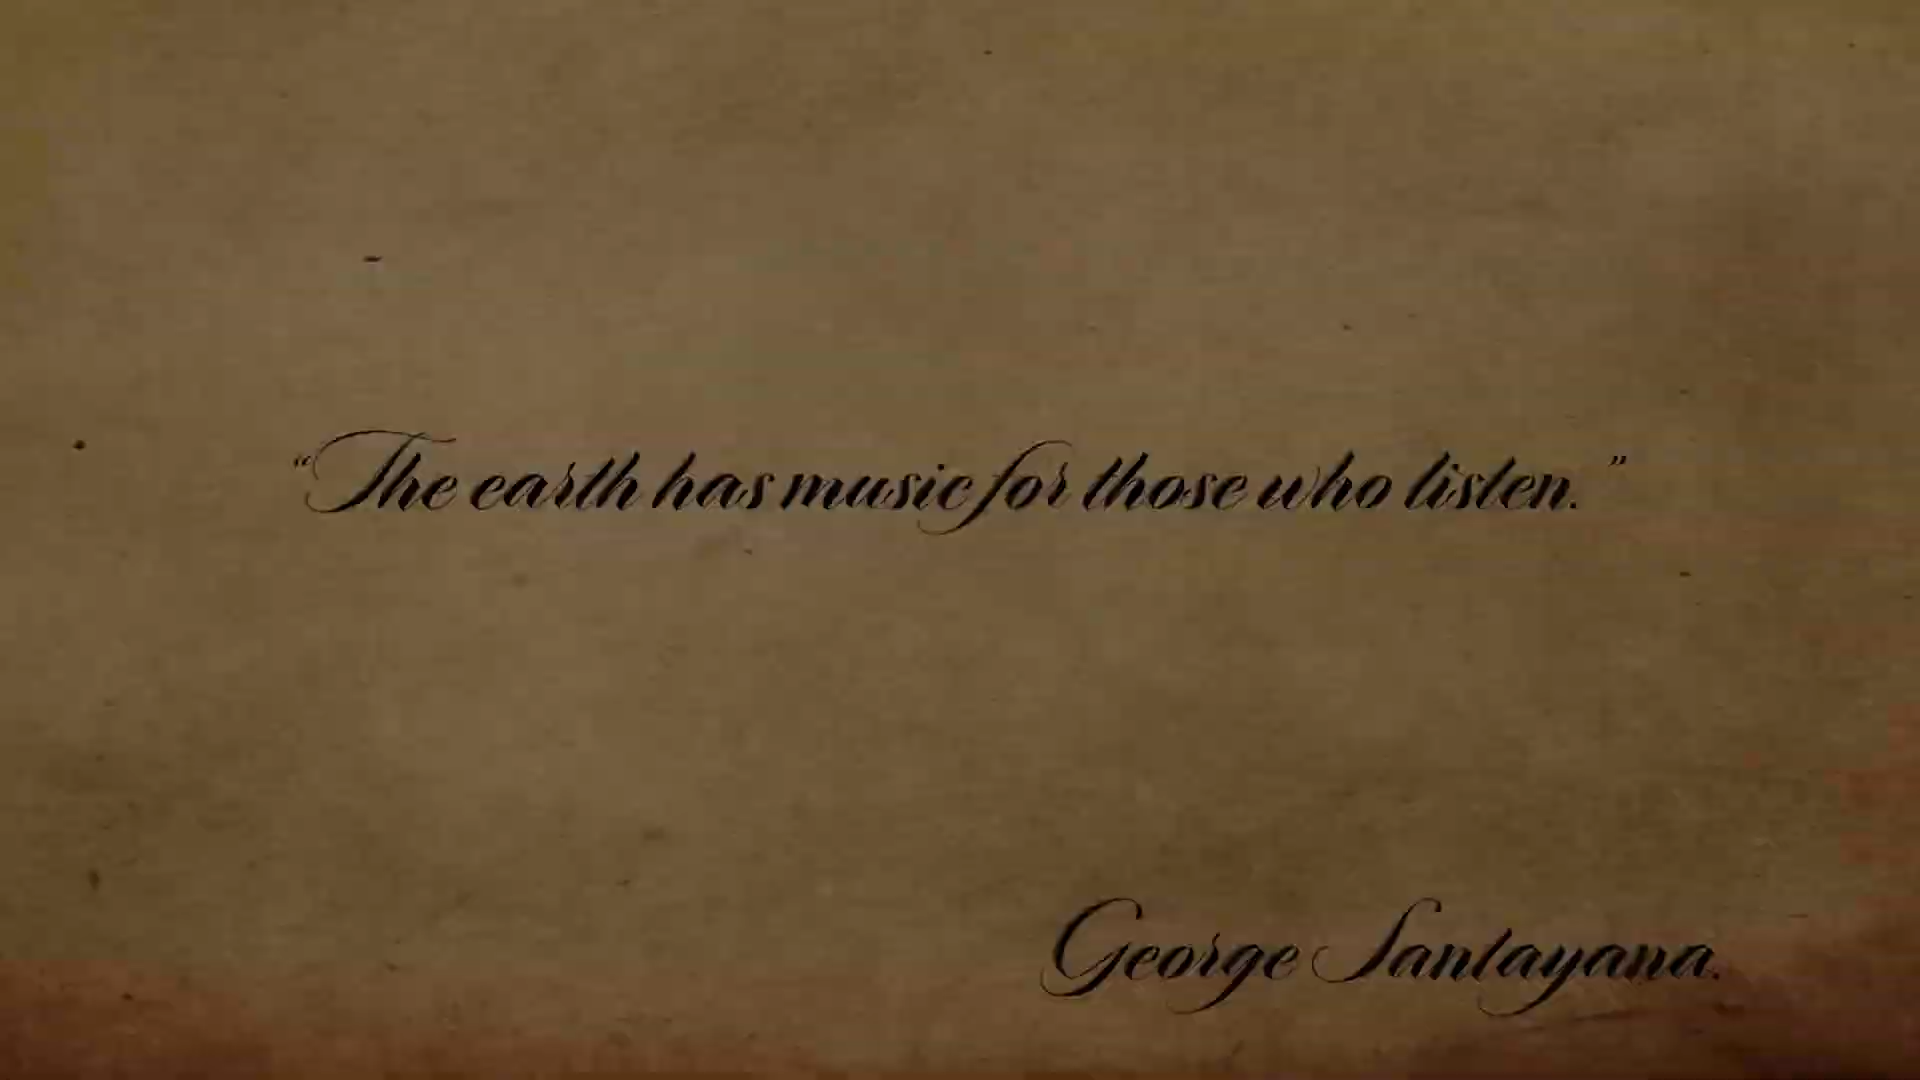 “The earth has music for those who listen.”
George Santayana.